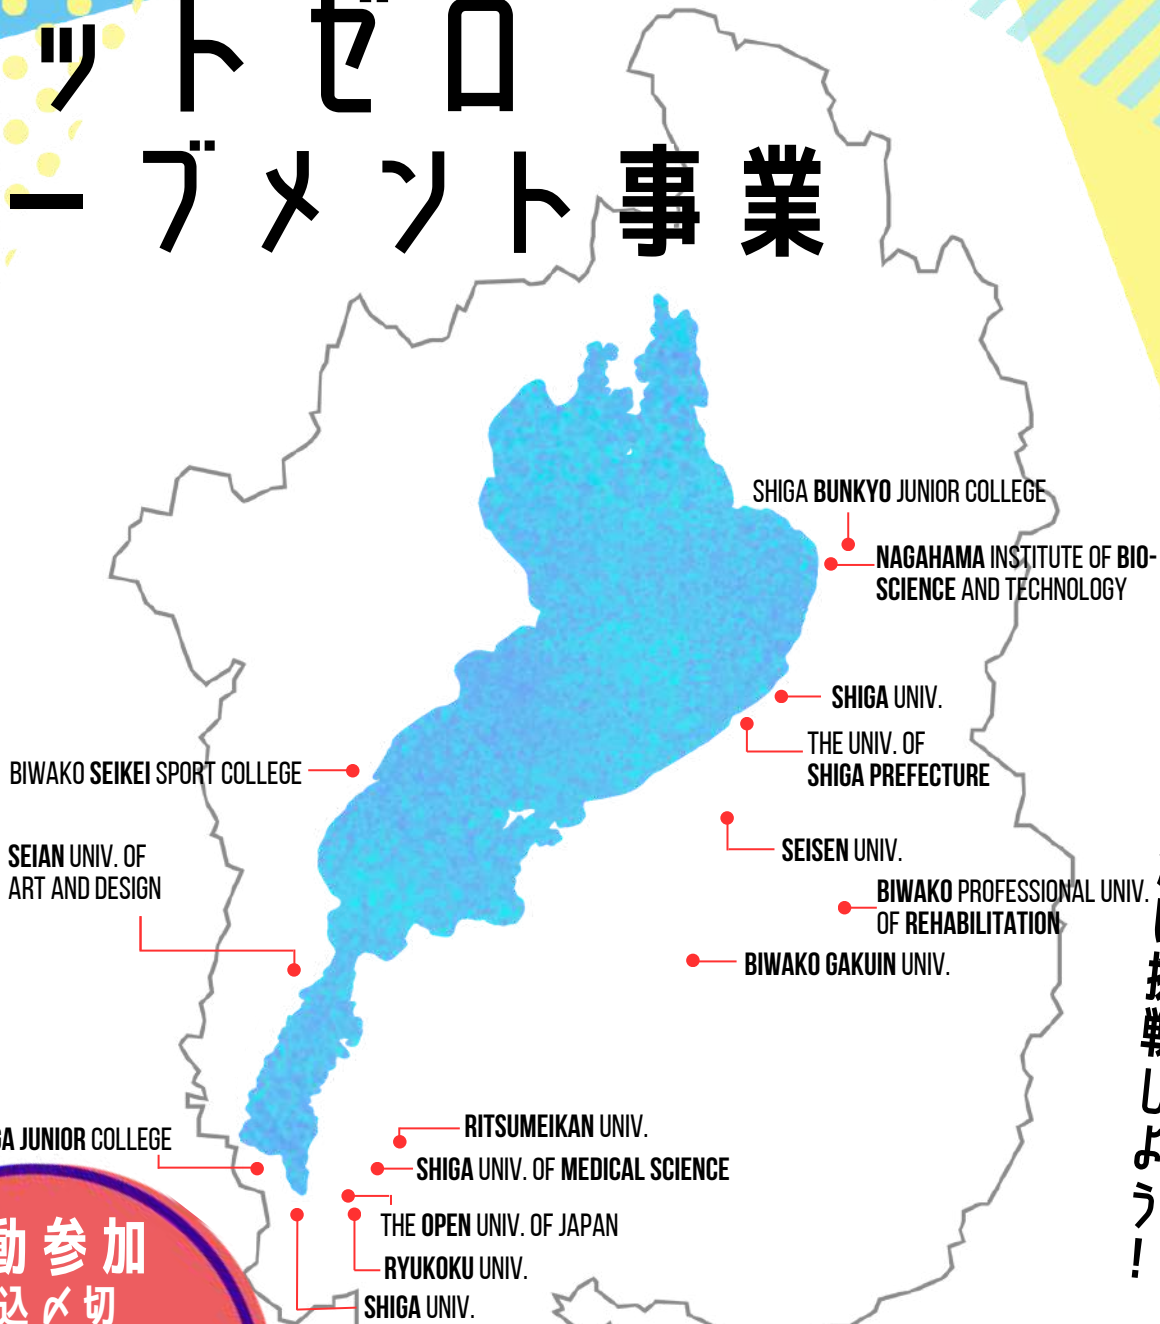 ットゼロ
ーブメント事業
SHIGA BUNKYO JUNIOR COLLEGE
NAGAHAMA INSTITUTE OF BIO-
SCIENCE AND TECHNOLOGY
SHIGA UNIV.
THE UNIV. OF
SHIGA PREFECTURE
BIWAKO SEIKEI SPORT COLLEGE
SEISEN UNIV.
SEIAN UNIV. OF
ART AND DESIGN
BIWAKO PROFESSIONAL UNIV.
OF REHABILITATION
BIWAKO GAKUIN UNIV.
挑戦しよう!
RITSUMEIKAN UNIV.
GA JUNIOR COLLEGE
SHIGA UNIV. OF MEDICAL SCIENCE
THE OPEN UNIV. OF JAPAN
RYUKOKU UNIV.
SHIGA UNIV.
動参加
込〆切